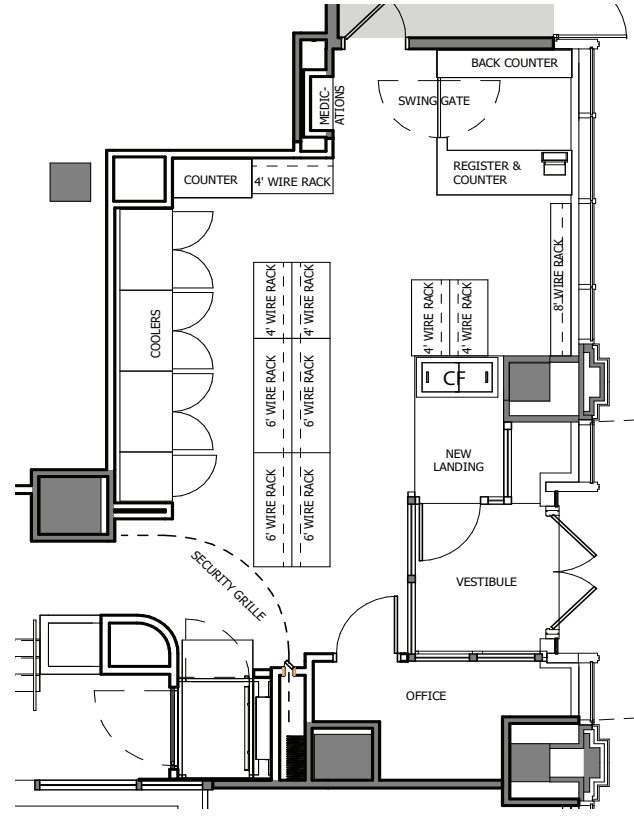 BACK COUNTER
MEDIC-
ATIONS
SWING GATE
REGISTER &
COUNTER
COUNTER
4' WIRE RACK
8' WIRE RACK
4' WIRE RACK
4' WIRE RACK
4' WIRE RACK
4' WIRE RACK
COOLERS
6' WIRE RACK
6' WIRE RACK
CF
NEW
LANDING
6' WIRE RACK
6' WIRE RACK
SECURITY GRILLE
VESTIBULE
OFFICE